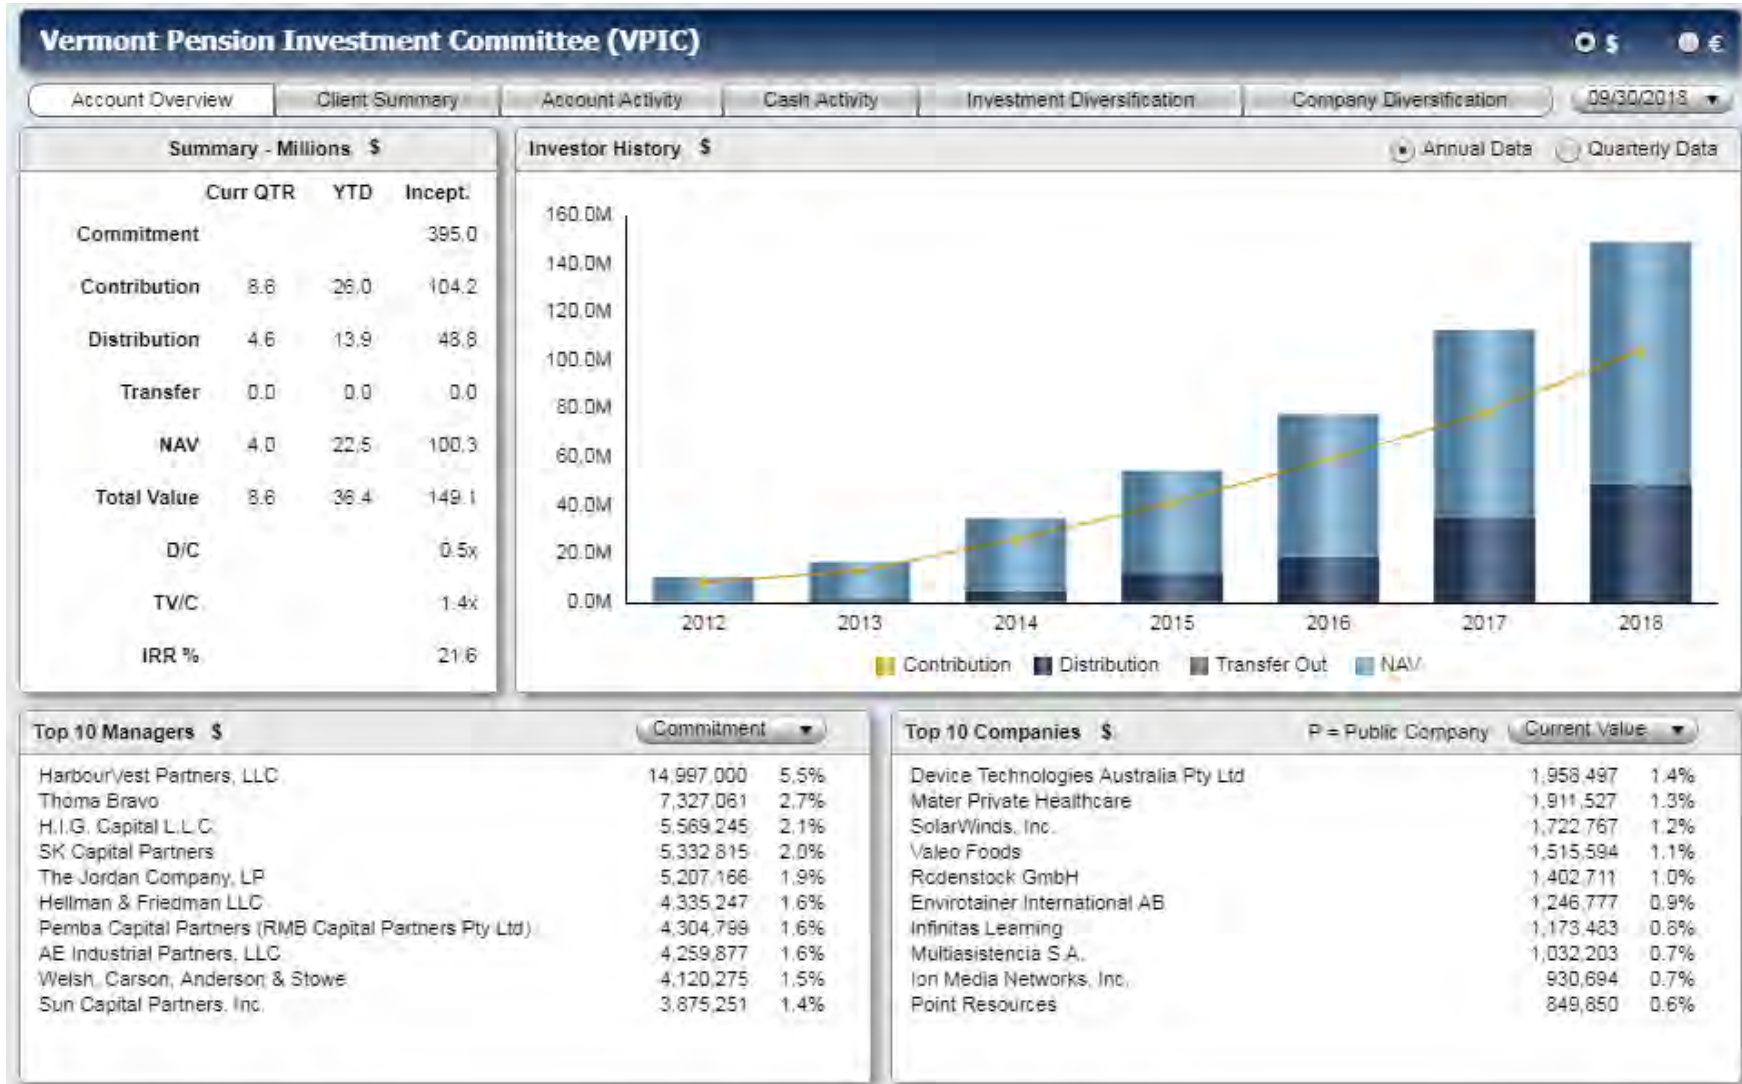 Vermont Pension Investment Committee (VPIC)
$ €
Account Overview Client Summary Account Activity Cash Activity Investment Diversification Company Diversification 09/30/2018
Summary - Millions $
Curr QTR YTD Incept.
Commitment 395.0
Contribution 8.6 26.0 104.2
Distribution 4.6 13.9 48.8
Transfer 0.0 0.0 0.0
NAV 4.0 22.5 100.3
Total Value 8.6 36.4 149.1
D/C 0.5x
TV/C 1.4x
IRR % 21.6
Investor History $ Annual Data Quarterly Data
160.0M
140.0M
120.0M
100.0M
80.0M
60.0M
40.0M
20.0M
0.0M
2012 2013 2014 2015 2016 2017 2018
Contribution Distribution Transfer Out NAV
Top 10 Managers $ Commitment
HarbourVest Partners, LLC 14,997,000 5.5%
Thoma Bravo 7,327,061 2.7%
H.I.G. Capital L.L.C. 5,569,245 2.1%
SK Capital Partners 5,332,815 2.0%
The Jordan Company, LP 5,207,166 1.9%
Hellman & Friedman LLC 4,335,247 1.6%
Pemba Capital Partners (RMB Capital Partners Pty Ltd) 4,304,799 1.6%
AE Industrial Partners, LLC 4,259,877 1.6%
Welsh, Carson, Anderson & Stowe 4,120,275 1.5%
Sun Capital Partners, Inc. 3,875,251 1.4%
Top 10 Companies $ P = Public Company Current Value
Device Technologies Australia Pty Ltd 1,958,497 1.4%
Mater Private Healthcare 1,911,527 1.3%
SolarWinds, Inc. 1,722,767 1.2%
Valeo Foods 1,515,594 1.1%
Rodenstock GmbH 1,402,711 1.0%
Envirotainer International AB 1,246,777 0.9%
Infinitas Learning 1,173,483 0.8%
Multiasistencia S.A. 1,032,203 0.7%
Ion Media Networks, Inc. 930,694 0.7%
Point Resources 849,850 0.6%